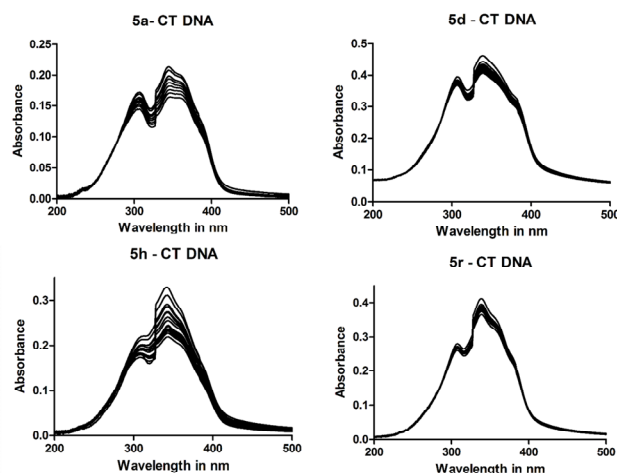 5a- CT DNA
Absorbance
0.25
0.20
0.15
0.10
0.05
0.00
200 300 400 500
Wavelength in nm
5d - CT DNA
Absorbance
0.5
0.4
0.3
0.2
0.1
0.0
200 300 400 500
Wavelength in nm
5h - CT DNA
Absorbance
0.3
0.2
0.1
0.0
200 300 400 500
Wavelength in nm
5r - CT DNA
Absorbance
0.4
0.3
0.2
0.1
0.0
200 300 400 500
Wavelength in nm